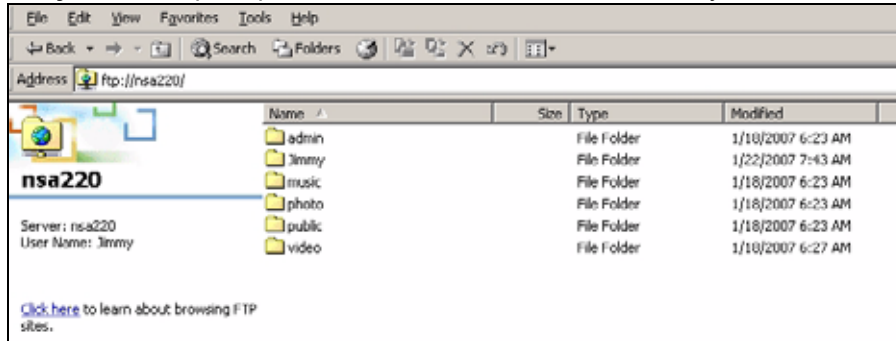 File Edit View Favorites Tools Help
Back Search Folders
Address ftp://nsa220/
Name Size Type Modified
admin File Folder 1/18/2007 6:23 AM
Jimmy File Folder 1/22/2007 7:43 AM
music File Folder 1/18/2007 6:23 AM
photo File Folder 1/18/2007 6:23 AM
public File Folder 1/18/2007 6:23 AM
video File Folder 1/18/2007 6:27 AM
nsa220
Server: nsa220
User Name: Jimmy
Click here to learn about browsing FTP
sites.